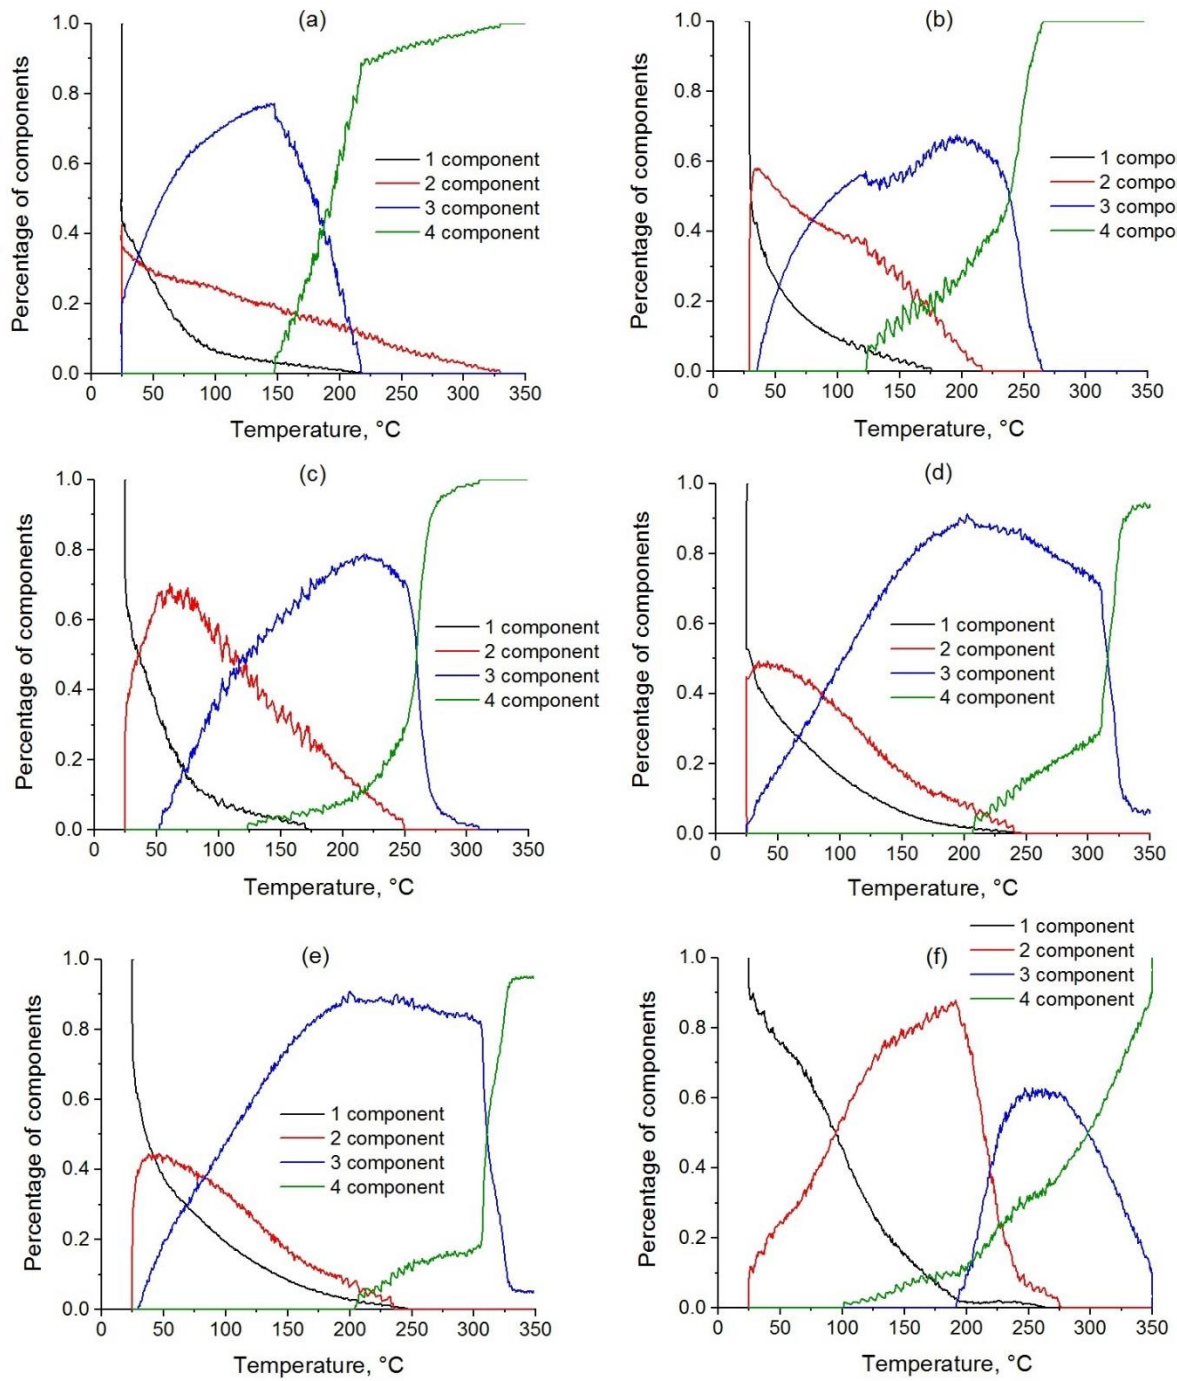 (a)
Percentage of components
1.0
0.8
0.6
0.4
0.2
0.0
1 component
2 component
3 component
4 component
0 50 100 150 200 250 300 350
Temperature, °C
(b)
Percentage of components
1.0
0.8
0.6
0.4
0.2
0.0
1 compo
2 compo
3 compo
4 compo
0 50 100 150 200 250 300 350
Temperature, °C
(c)
Percentage of components
1.0
0.8
0.6
0.4
0.2
0.0
1 component
2 component
3 component
4 component
0 50 100 150 200 250 300 350
Temperature, °C
(d)
Percentage of components
1.0
0.8
0.6
0.4
0.2
0.0
1 component
2 component
3 component
4 component
0 50 100 150 200 250 300 350
Temperature, °C
(e)
Percentage of components
1.0
0.8
0.6
0.4
0.2
0.0
1 component
2 component
3 component
4 component
0 50 100 150 200 250 300 350
Temperature, °C
(f)
1 component
2 component
3 component
4 component
Percentage of components
1.0
0.8
0.6
0.4
0.2
0.0
0 50 100 150 200 250 300 350
Temperature, °C